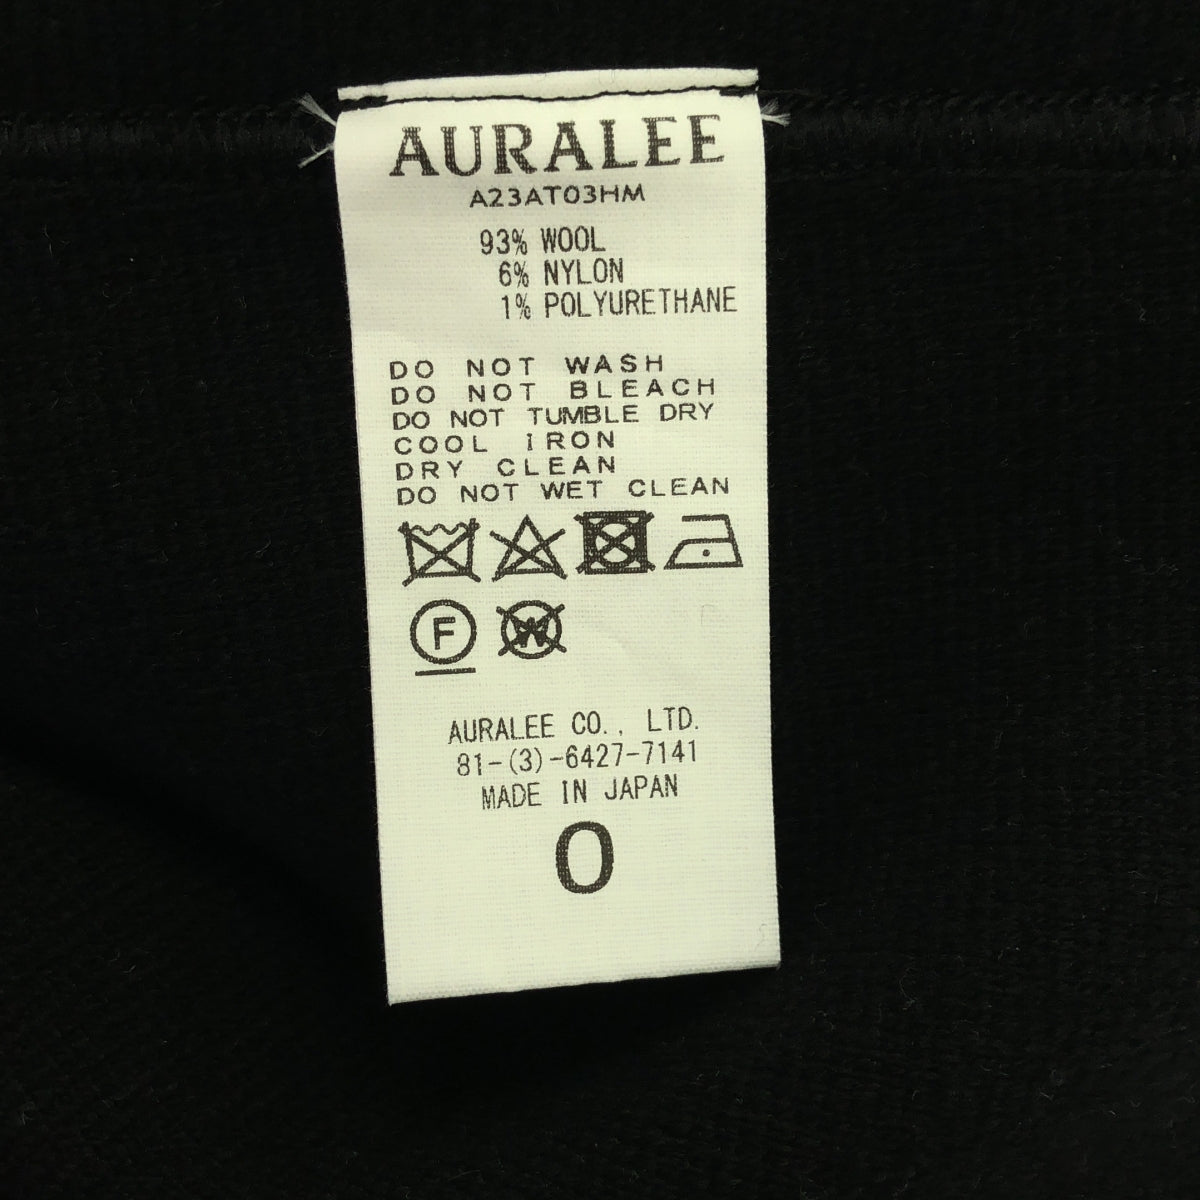 AURALEE
A23AT03HM
93% WOOL
6% NYLON
1% POLYURETHANE
DO NOT WASH
DO NOT BLEACH
DO NOT TUMBLE DRY
COOL IRON
DRY CLEAN
DO NOT WET CLEAN
F W
AURALEE CO., LTD.
81-(3)-6427-7141
MADE IN JAPAN
0